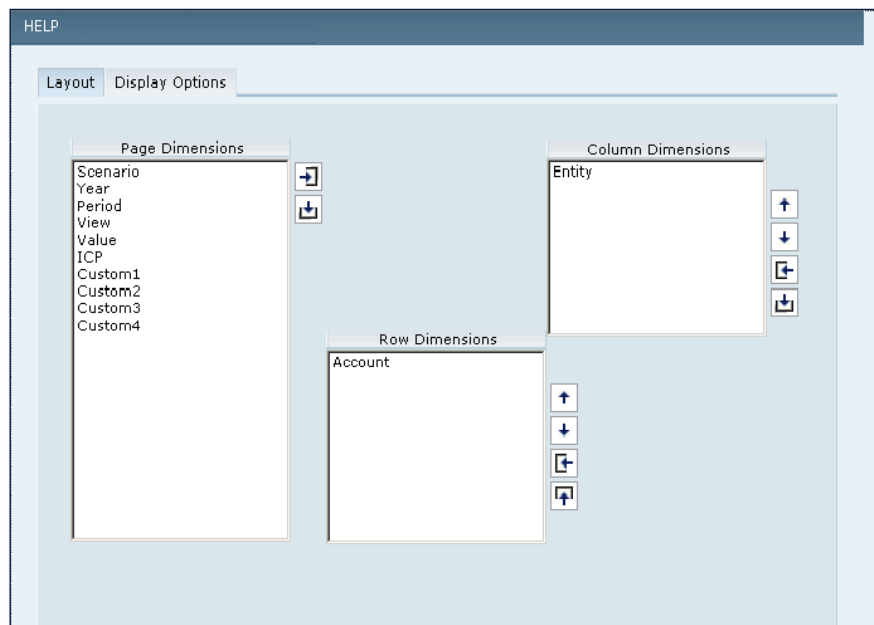 HELP
Layout
Display Options
Page Dimensions
Scenario
Year
Period
View
Value
ICP
Custom1
Custom2
Custom3
Custom4
Column Dimensions
Entity
Row Dimensions
Account